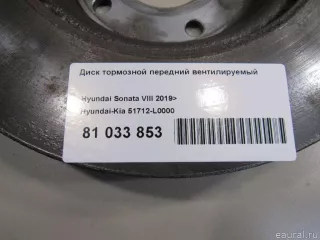 Диск тормозной передний вентилируемый
Hyundai Sonata VIII 2019>
Hyundai-Kia 51712-L0000
81 033 853
eaural.ru